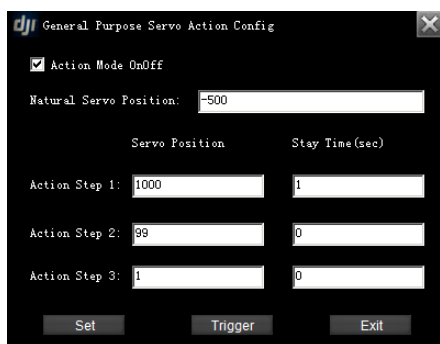 dji General Purpose Servo Action Config
Action Mode OnOff
Natural Servo Position: -500
Servo Position Stay Time(sec)
Action Step 1: 1000 1
Action Step 2: 99 0
Action Step 3: 1 0
Set Trigger Exit